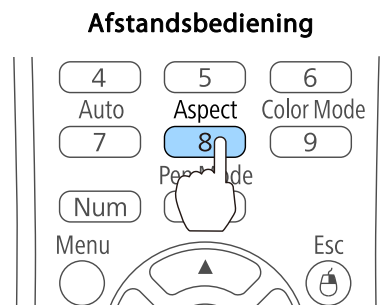 Afstandsbediening
4 5 6
Auto Aspect Color Mode
7 8 9
Num
Menu Esc